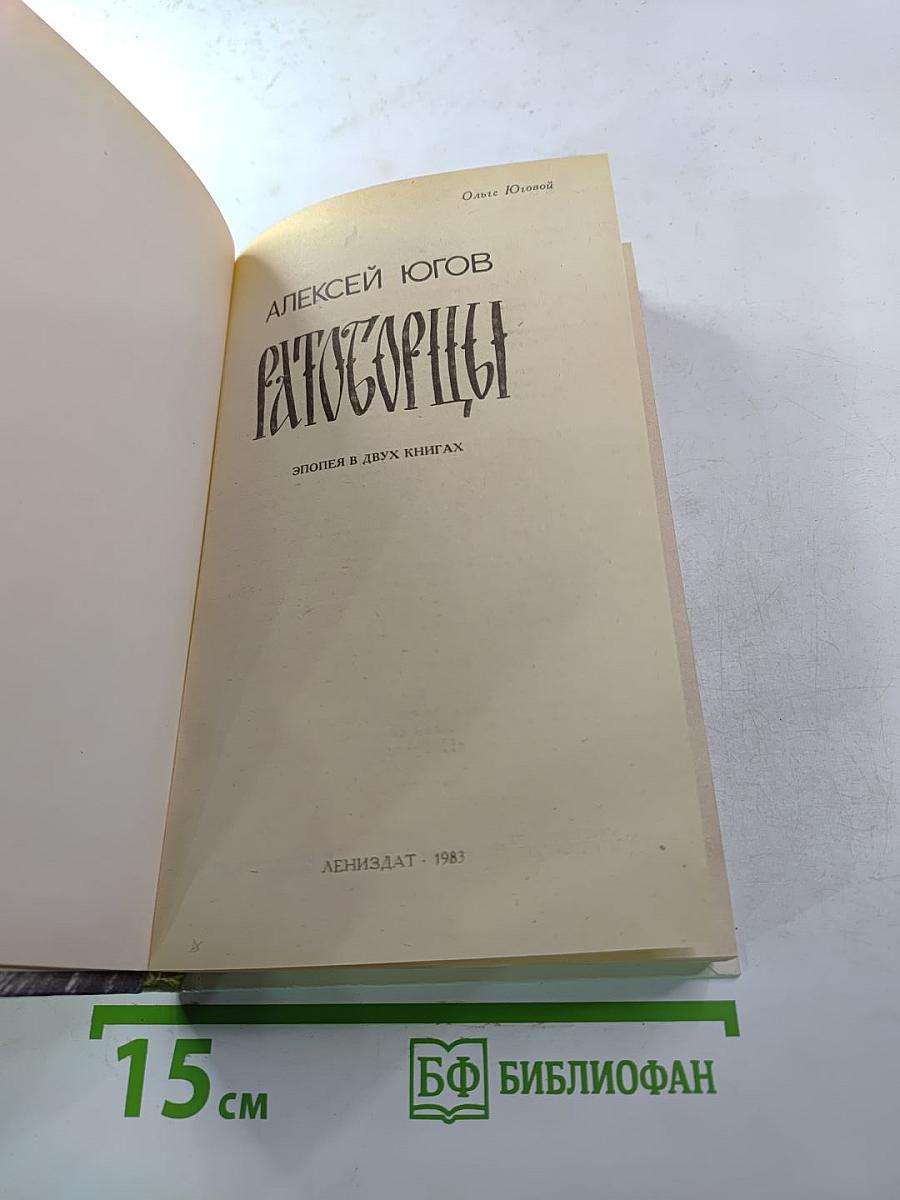 Ольге Юговой
АЛЕКСЕЙ ЮГОВ
РАТОБОРЦЫ
ЭПОПЕЯ В ДВУХ КНИГАХ
ЛЕНИЗДАТ · 1983
15 см
БФ БИБЛИОФАН